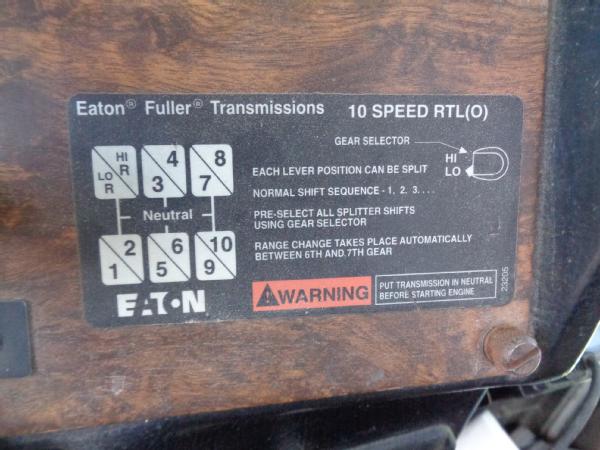 Eaton® Fuller® Transmissions 10 SPEED RTL(O)
GEAR SELECTOR
HI
LO
HI R
LO R
4
3
8
7
EACH LEVER POSITION CAN BE SPLIT
NORMAL SHIFT SEQUENCE - 1, 2, 3. . . .
Neutral
PRE-SELECT ALL SPLITTER SHIFTS
USING GEAR SELECTOR
2
1
6
5
10
9
RANGE CHANGE TAKES PLACE AUTOMATICALLY
BETWEEN 6TH AND 7TH GEAR
EATON
WARNING
PUT TRANSMISSION IN NEUTRAL
BEFORE STARTING ENGINE
23205